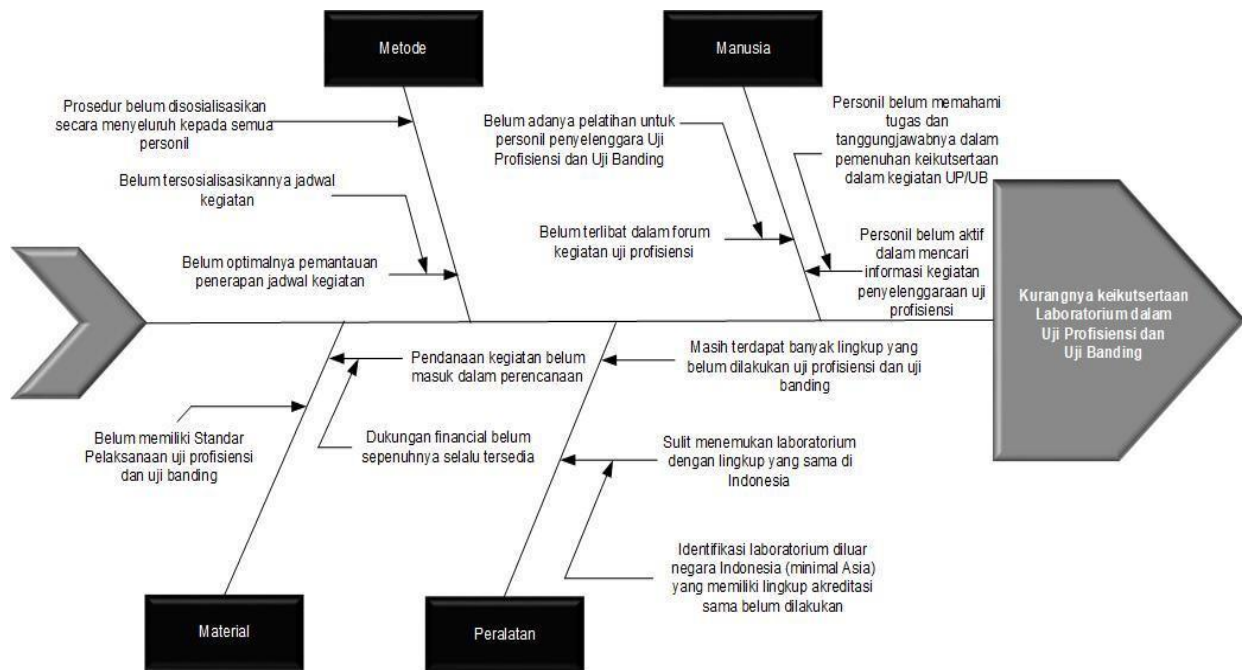 Metode
Manusia
Prosedur belum disosialisasikan
secara menyeluruh kepada semua
personil
Belum tersosialisasikannya jadwal
kegiatan
Belum optimalnya pemantauan
penerapan jadwal kegiatan
Belum adanya pelatihan untuk
personil penyelenggara Uji
Profisiensi dan Uji Banding
Belum terlibat dalam forum
kegiatan uji profisiensi
Personil belum memahami
tugas dan
tanggungjawabnya dalam
pemenuhan keikutsertaan
dalam kegiatan UP/UB
Personil belum aktif
dalam mencari
informasi kegiatan
penyelenggaraan uji
profisiensi
Kurangnya keikutsertaan
Laboratorium dalam
Uji Profisiensi dan
Uji Banding
Pendanaan kegiatan belum
masuk dalam perencanaan
Belum memiliki Standar
Pelaksanaan uji profisiensi
dan uji banding
Dukungan financial belum
sepenuhnya selalu tersedia
Masih terdapat banyak lingkup yang
belum dilakukan uji profisiensi dan uji
banding
Sulit menemukan laboratorium
dengan lingkup yang sama di
Indonesia
Identifikasi laboratorium diluar
negara Indonesia (minimal Asia)
yang memiliki lingkup akreditasi
sama belum dilakukan
Material
Peralatan